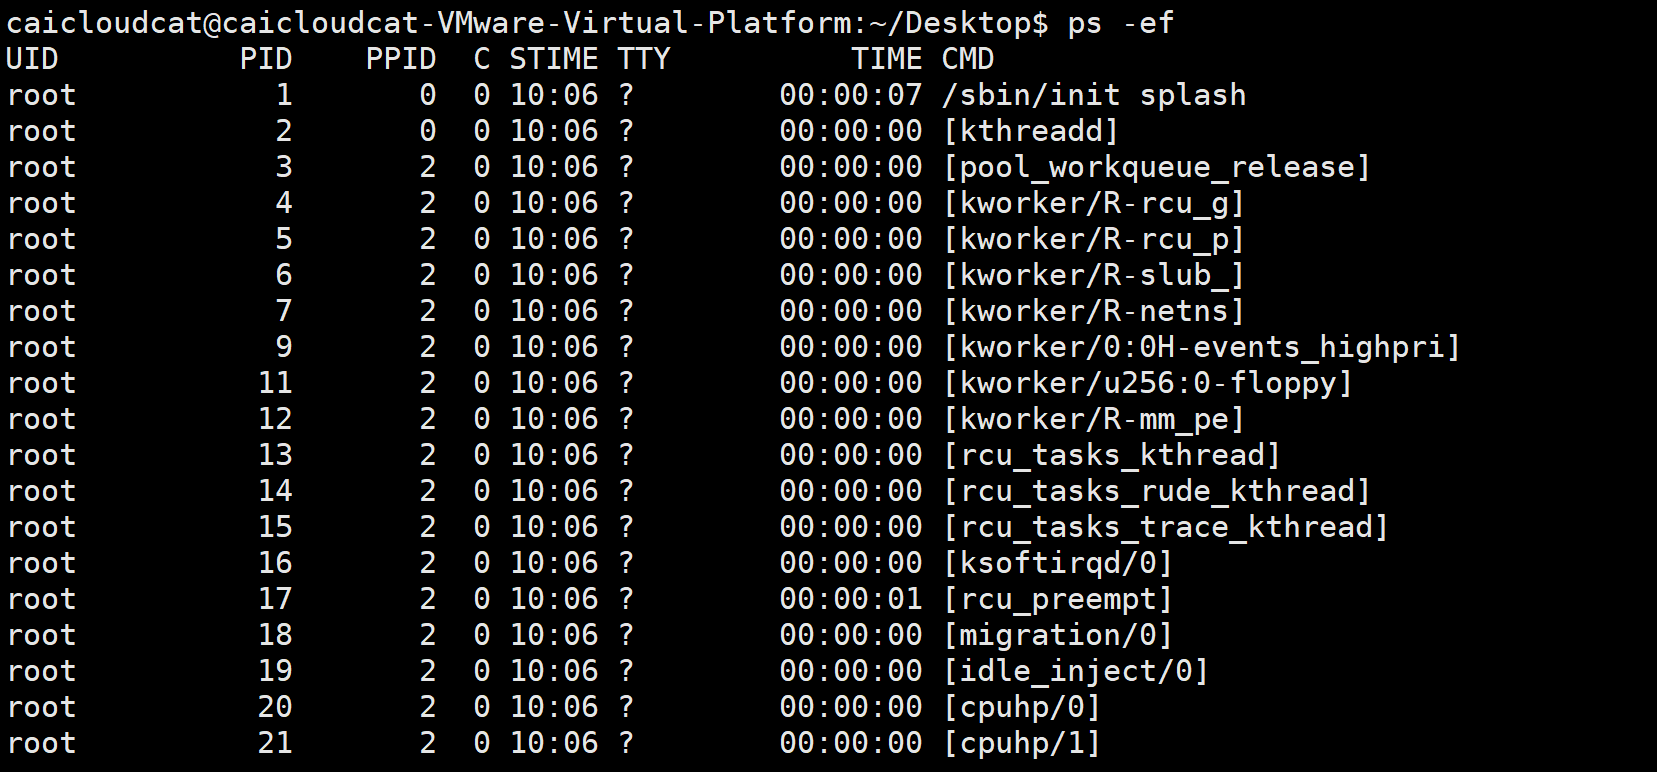 caicloudcat@caicloudcat-VMware-Virtual-Platform:~/Desktop$ ps -ef
UID          PID    PPID  C STIME TTY          TIME CMD
root           1       0  0 10:06 ?        00:00:07 /sbin/init splash
root           2       0  0 10:06 ?        00:00:00 [kthreadd]
root           3       2  0 10:06 ?        00:00:00 [pool_workqueue_release]
root           4       2  0 10:06 ?        00:00:00 [kworker/R-rcu_g]
root           5       2  0 10:06 ?        00:00:00 [kworker/R-rcu_p]
root           6       2  0 10:06 ?        00:00:00 [kworker/R-slub_]
root           7       2  0 10:06 ?        00:00:00 [kworker/R-netns]
root           9       2  0 10:06 ?        00:00:00 [kworker/0:0H-events_highpri]
root          11       2  0 10:06 ?        00:00:00 [kworker/u256:0-floppy]
root          12       2  0 10:06 ?        00:00:00 [kworker/R-mm_pe]
root          13       2  0 10:06 ?        00:00:00 [rcu_tasks_kthread]
root          14       2  0 10:06 ?        00:00:00 [rcu_tasks_rude_kthread]
root          15       2  0 10:06 ?        00:00:00 [rcu_tasks_trace_kthread]
root          16       2  0 10:06 ?        00:00:00 [ksoftirqd/0]
root          17       2  0 10:06 ?        00:00:01 [rcu_preempt]
root          18       2  0 10:06 ?        00:00:00 [migration/0]
root          19       2  0 10:06 ?        00:00:00 [idle_inject/0]
root          20       2  0 10:06 ?        00:00:00 [cpuhp/0]
root          21       2  0 10:06 ?        00:00:00 [cpuhp/1]